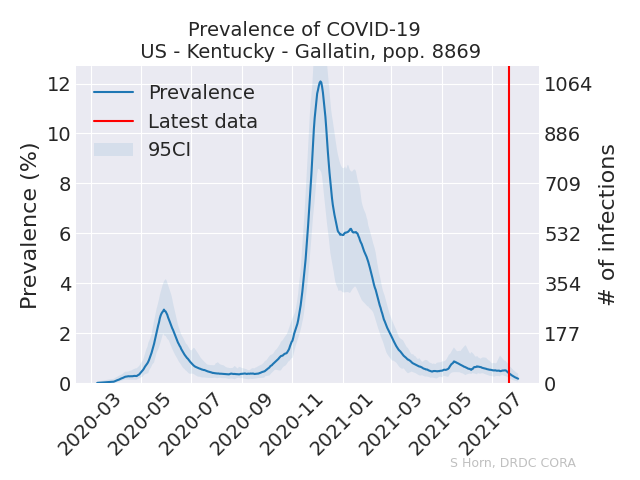 Prevalence of COVID-19
US - Kentucky - Gallatin, pop. 8869
Prevalence
Latest data
95CI
Prevalence (%)
12
10
8
6
4
2
0
# of infections
1064
886
709
532
354
177
0
2020-03
2020-05
2020-07
2020-09
2020-11
2021-01
2021-03
2021-05
2021-07
S Horn, DRDC CORA